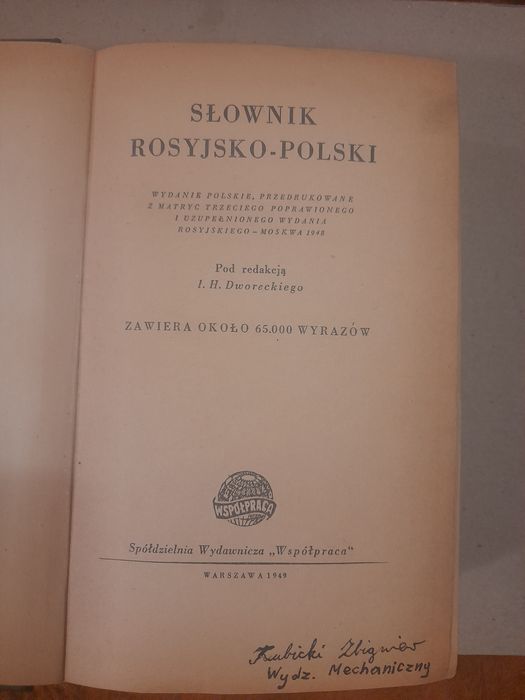 SŁOWNIK
ROSYJSKO-POLSKI
WYDANIE POLSKIE, PRZEDRUKOWANE
Z MATRYC TRZECIEGO POPRAWIONEGO
I UZUPEŁNIONEGO WYDANIA
ROSYJSKIEGO – MOSKWA 1948
Pod redakcją
I. H. Dworeckiego
ZAWIERA OKOŁO 65.000 WYRAZÓW
WSPÓŁPRACA
Spółdzielnia Wydawnicza „Współpraca“
WARSZAWA 1949
Kubicki Zbigniew
Wydz. Mechaniczny